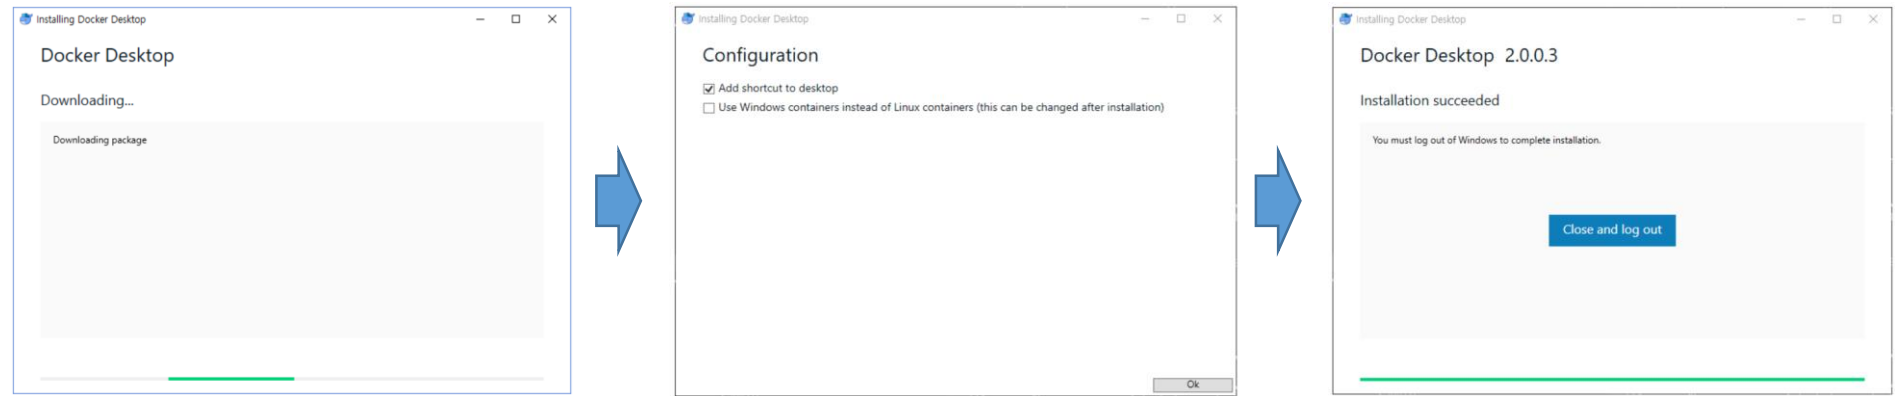 Installing Docker Desktop
Docker Desktop
Downloading...
Downloading package
Installing Docker Desktop
Configuration
Add shortcut to desktop
Use Windows containers instead of Linux containers (this can be changed after installation)
Ok
Installing Docker Desktop
Docker Desktop 2.0.0.3
Installation succeeded
You must log out of Windows to complete installation.
Close and log out